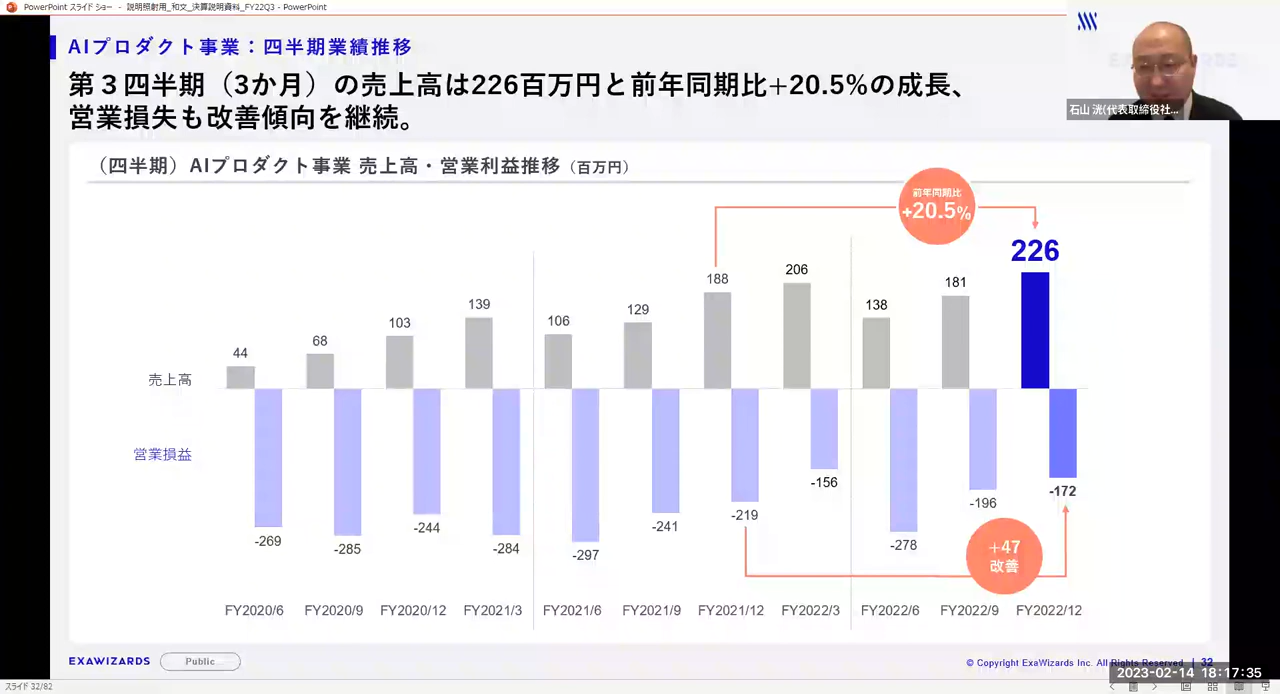 PowerPoint スライド ショー - 説明照射用_和文_決算説明資料_FY22Q3 - PowerPoint
AIプロダクト事業：四半期業績推移
第３四半期（3か月）の売上高は226百万円と前年同期比+20.5%の成長、
営業損失も改善傾向を継続。
石山 洸(代表取締役社...
（四半期）AIプロダクト事業 売上高・営業利益推移（百万円）
前年同期比
+20.5%
226
44
68
103
139
106
129
188
206
138
181
売上高
営業損益
-269
-285
-244
-284
-297
-241
-219
-156
-278
-196
-172
+47
改善
FY2020/6
FY2020/9
FY2020/12
FY2021/3
FY2021/6
FY2021/9
FY2021/12
FY2022/3
FY2022/6
FY2022/9
FY2022/12
EXAWIZARDS
Public
© Copyright ExaWizards Inc. All Rights Reserved | 32
2023-02-14 18:17:35
スライド 32/82